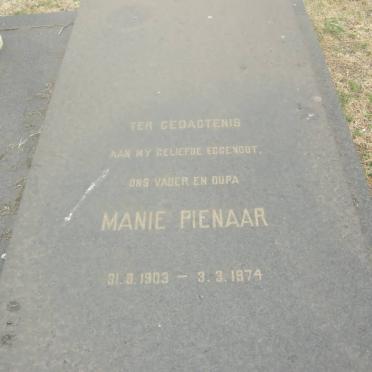 TER GEDAGTENIS
AAN MY GELIEFDE EGGENOOT,
ONS VADER EN OUPA
MANIE PIENAAR
31. 8. 1903 – 3. 3. 1974